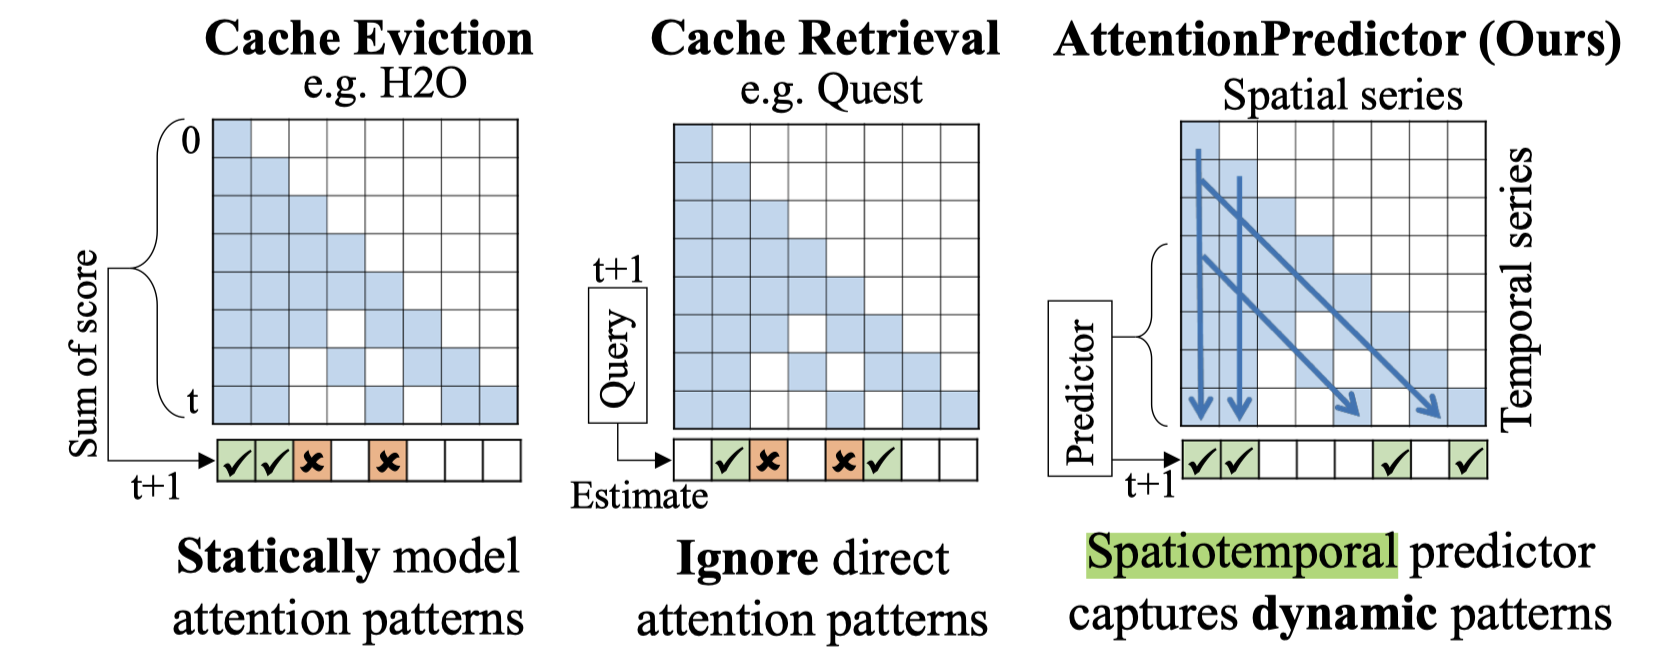 Cache Eviction
e.g. H2O
0
Sum of score
t
t+1
Statically model
attention patterns
Cache Retrieval
e.g. Quest
t+1
Query
Estimate
Ignore direct
attention patterns
AttentionPredictor (Ours)
Spatial series
Temporal series
Predictor
t+1
Spatiotemporal predictor
captures dynamic patterns